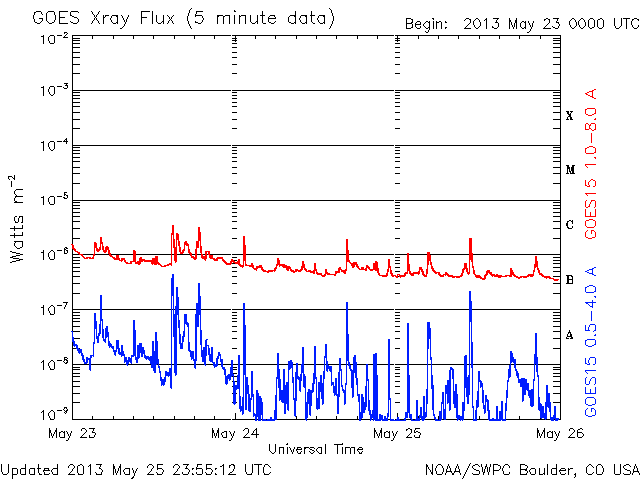 GOES Xray Flux (5 minute data)
Begin: 2013 May 23 0000 UTC
10⁻²
10⁻³
10⁻⁴
10⁻⁵
10⁻⁶
10⁻⁷
10⁻⁸
10⁻⁹
Watts m⁻²
X
M
C
B
A
GOES15 1.0-8.0 A
GOES15 0.5-4.0 A
May 23
May 24
May 25
May 26
Universal Time
Updated 2013 May 25 23:55:12 UTC
NOAA/SWPC Boulder, CO USA